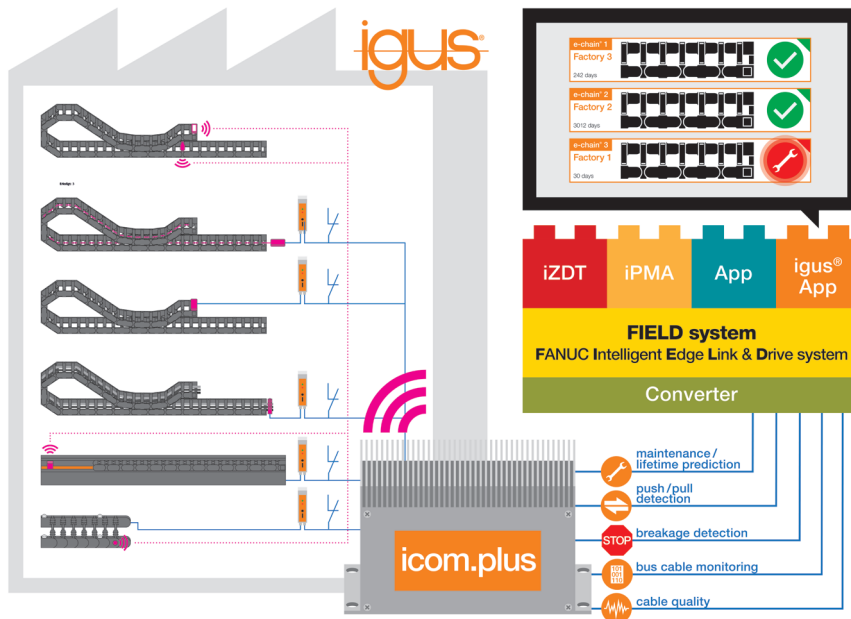 igus®
e-chain® 1
Factory 3
242 days
e-chain® 2
Factory 2
3012 days
e-chain® 3
Factory 1
30 days
iZDT
iPMA
App
igus®
App
FIELD system
FANUC Intelligent Edge Link & Drive system
Converter
maintenance /
lifetime prediction
push / pull
detection
STOP
breakage detection
bus cable monitoring
cable quality
icom.plus